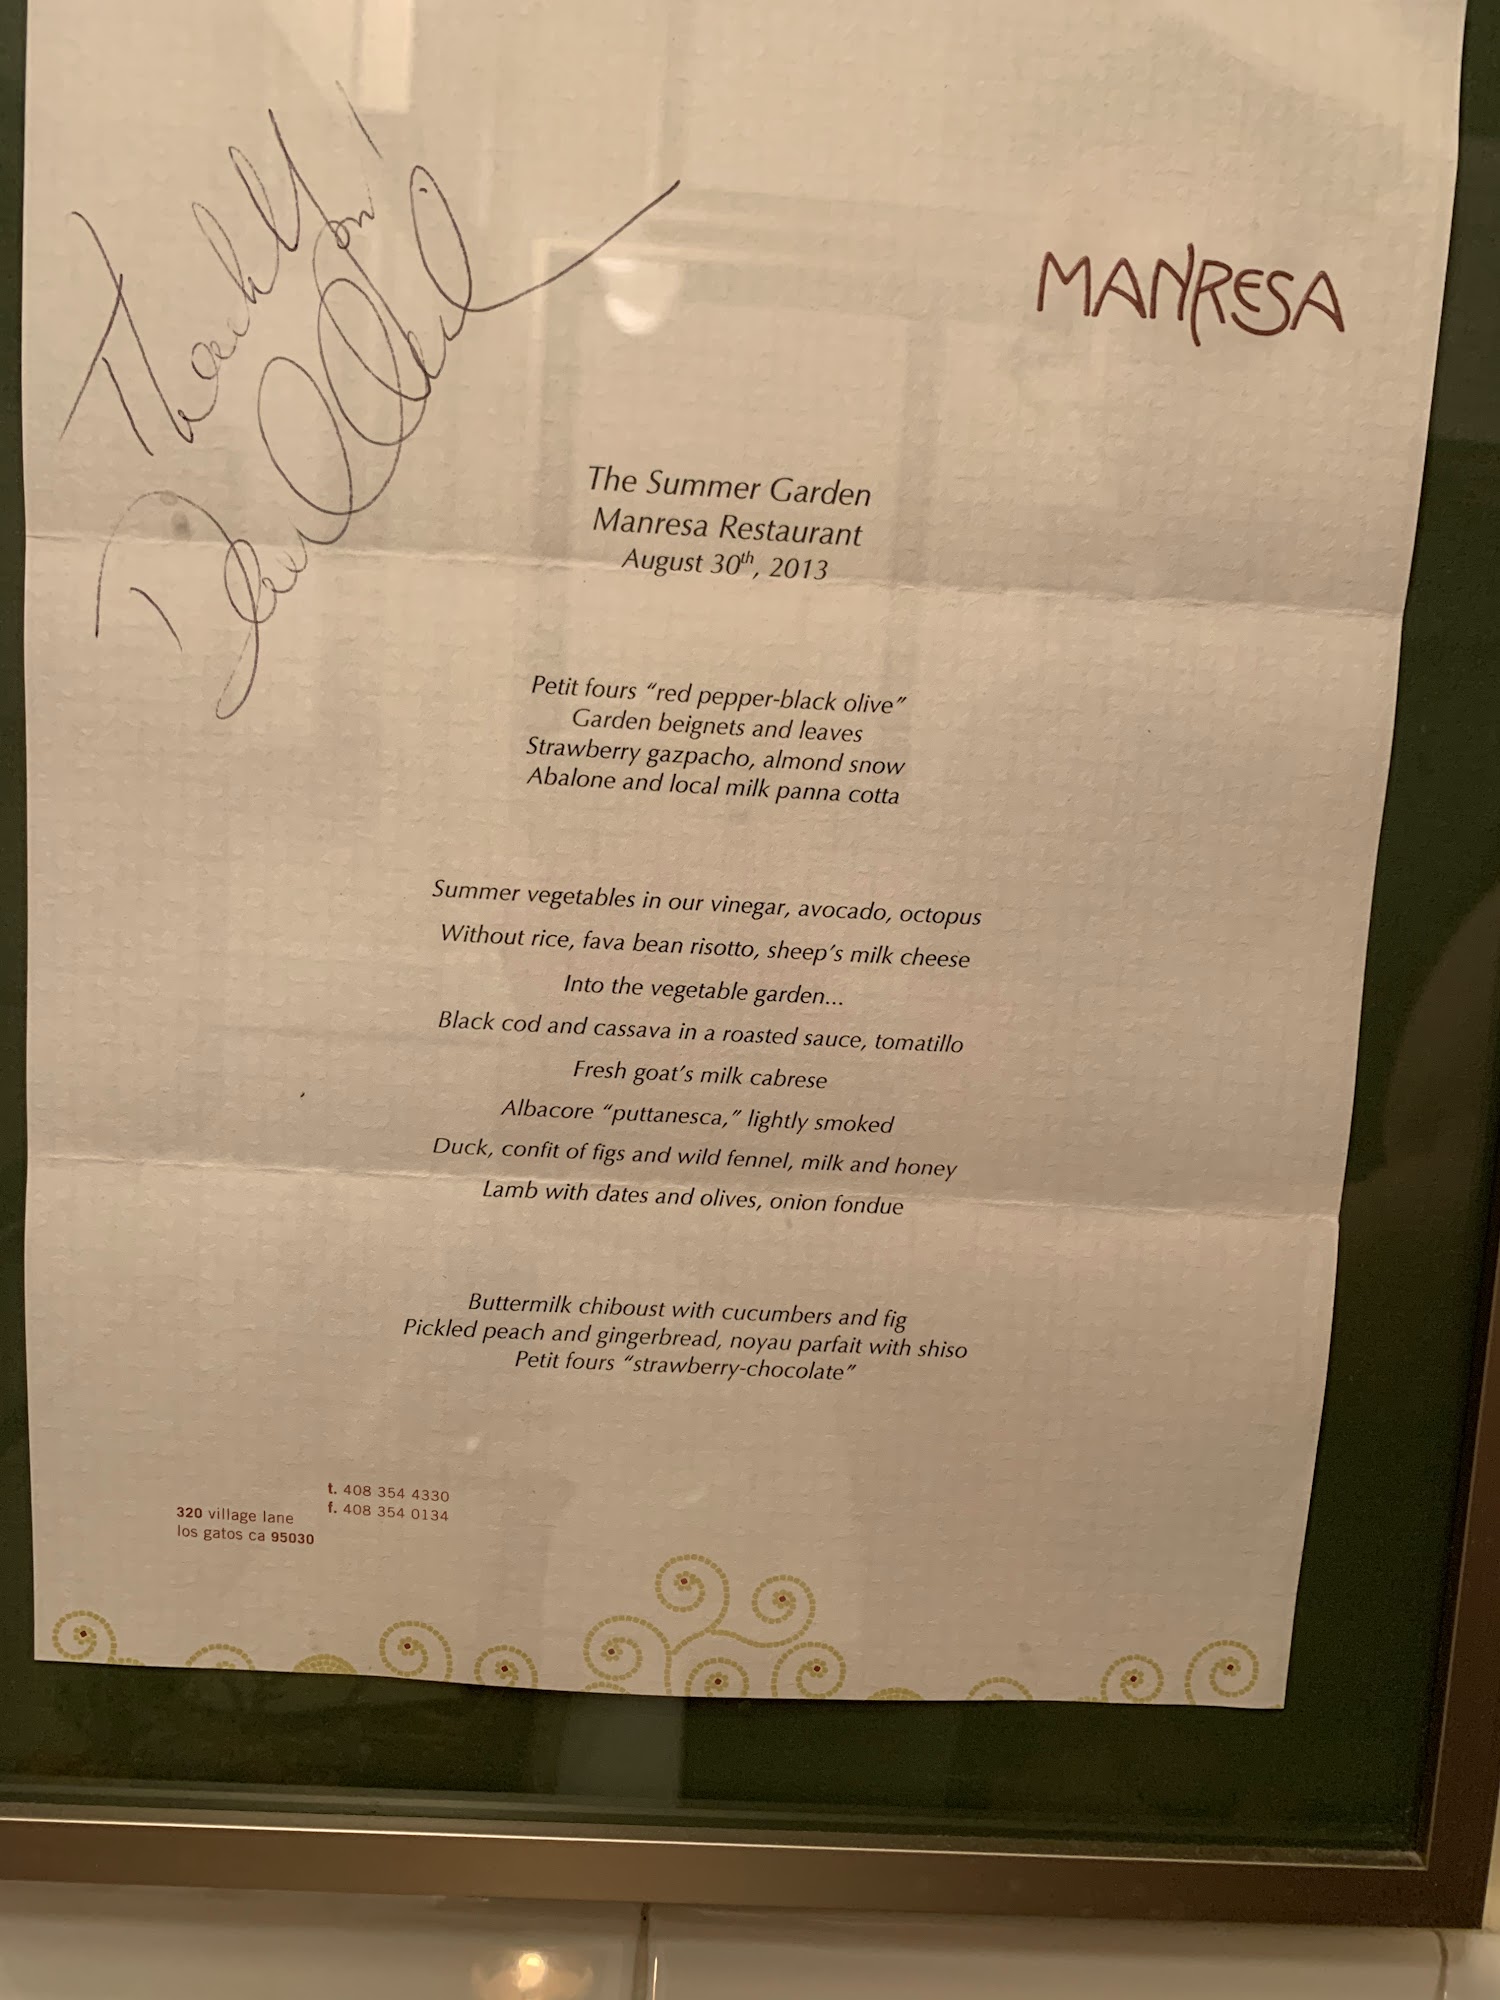 Thank You!
MANRESA
The Summer Garden
Manresa Restaurant
August 30th, 2013
Petit fours “red pepper-black olive”
Garden beignets and leaves
Strawberry gazpacho, almond snow
Abalone and local milk panna cotta
Summer vegetables in our vinegar, avocado, octopus
Without rice, fava bean risotto, sheep’s milk cheese
Into the vegetable garden...
Black cod and cassava in a roasted sauce, tomatillo
Fresh goat’s milk cabrese
Albacore “puttanesca,” lightly smoked
Duck, confit of figs and wild fennel, milk and honey
Lamb with dates and olives, onion fondue
Buttermilk chiboust with cucumbers and fig
Pickled peach and gingerbread, noyau parfait with shiso
Petit fours “strawberry-chocolate”
320 village lane
los gatos ca 95030
t. 408 354 4330
f. 408 354 0134